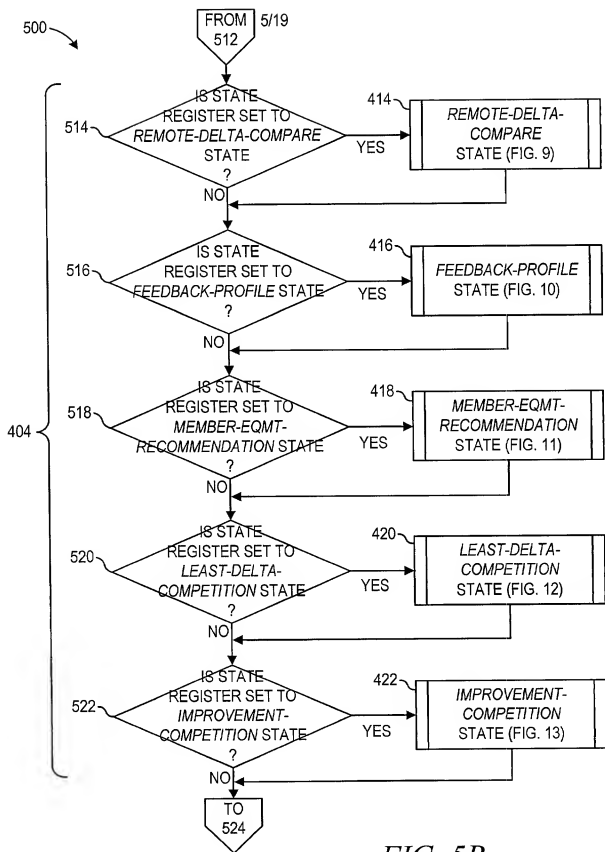 500
FROM
512
5/19
404
514
IS STATE
REGISTER SET TO
REMOTE-DELTA-COMPARE
STATE
?
YES
NO
414
REMOTE-DELTA-
COMPARE
STATE (FIG. 9)
516
IS STATE
REGISTER SET TO
FEEDBACK-PROFILE STATE
?
YES
NO
416
FEEDBACK-PROFILE
STATE (FIG. 10)
518
IS STATE
REGISTER SET TO
MEMBER-EQMT-
RECOMMENDATION STATE
?
YES
NO
418
MEMBER-EQMT-
RECOMMENDATION
STATE (FIG. 11)
520
IS STATE
REGISTER SET TO
LEAST-DELTA-
COMPETITION STATE
?
YES
NO
420
LEAST-DELTA-
COMPETITION
STATE (FIG. 12)
522
IS STATE
REGISTER SET TO
IMPROVEMENT-
COMPETITION STATE
?
YES
NO
422
IMPROVEMENT-
COMPETITION
STATE (FIG. 13)
TO
524
FIG. 5B